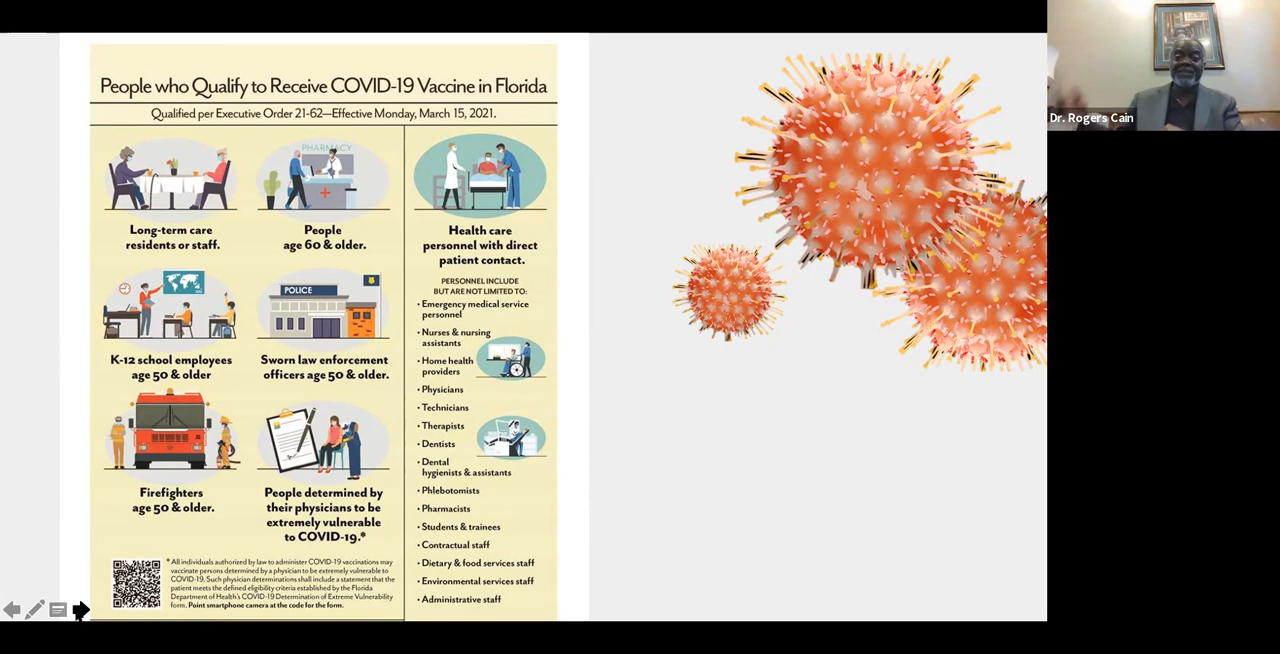 People who Qualify to Receive COVID-19 Vaccine in Florida
Qualified per Executive Order 21-62—Effective Monday, March 15, 2021.
Long-term care
residents or staff.
PHARMACY
People
age 60 & older.
K-12 school employees
age 50 & older
POLICE
Sworn law enforcement
officers age 50 & older.
Firefighters
age 50 & older.
People determined by
their physicians to be
extremely vulnerable
to COVID-19.*
* All individuals authorized by law to administer COVID-19 vaccinations may
vaccinate persons determined by a physician to be extremely vulnerable to
COVID-19. Such physician determinations shall include a statement that the
patient meets the defined eligibility criteria established by the Florida
Department of Health's COVID-19 Determination of Extreme Vulnerability
form. Point smartphone camera at the code for the form.
Health care
personnel with direct
patient contact.
PERSONNEL INCLUDE
BUT ARE NOT LIMITED TO:
• Emergency medical service
personnel
• Nurses & nursing
assistants
• Home health
providers
• Physicians
• Technicians
• Therapists
• Dentists
• Dental
hygienists & assistants
• Phlebotomists
• Pharmacists
• Students & trainees
• Contractual staff
• Dietary & food services staff
• Environmental services staff
• Administrative staff
Dr. Rogers Cain